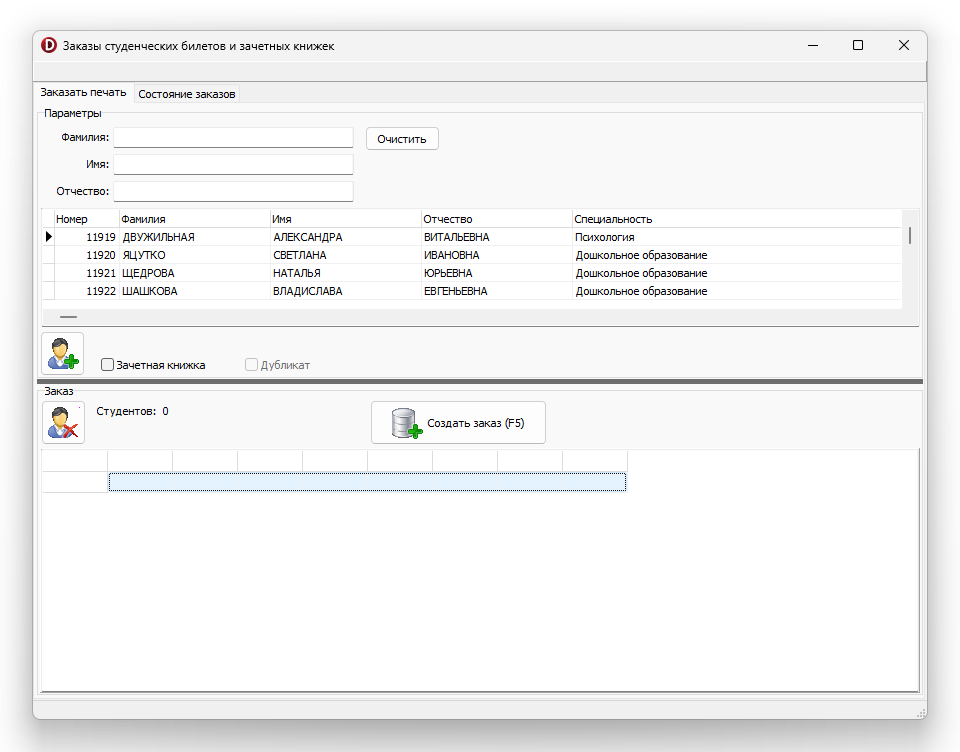 Заказы студенческих билетов и зачетных книжек
Заказать печать Состояние заказов
Параметры
Фамилия: Очистить
Имя:
Отчество:
Номер Фамилия Имя Отчество Специальность
11919 ДВУЖИЛЬНАЯ АЛЕКСАНДРА ВИТАЛЬЕВНА Психология
11920 ЯЦУТКО СВЕТЛАНА ИВАНОВНА Дошкольное образование
11921 ЩЕДРОВА НАТАЛЬЯ ЮРЬЕВНА Дошкольное образование
11922 ШАШКОВА ВЛАДИСЛАВА ЕВГЕНЬЕВНА Дошкольное образование
Зачетная книжка Дубликат
Заказ
Студентов: 0 Создать заказ (F5)